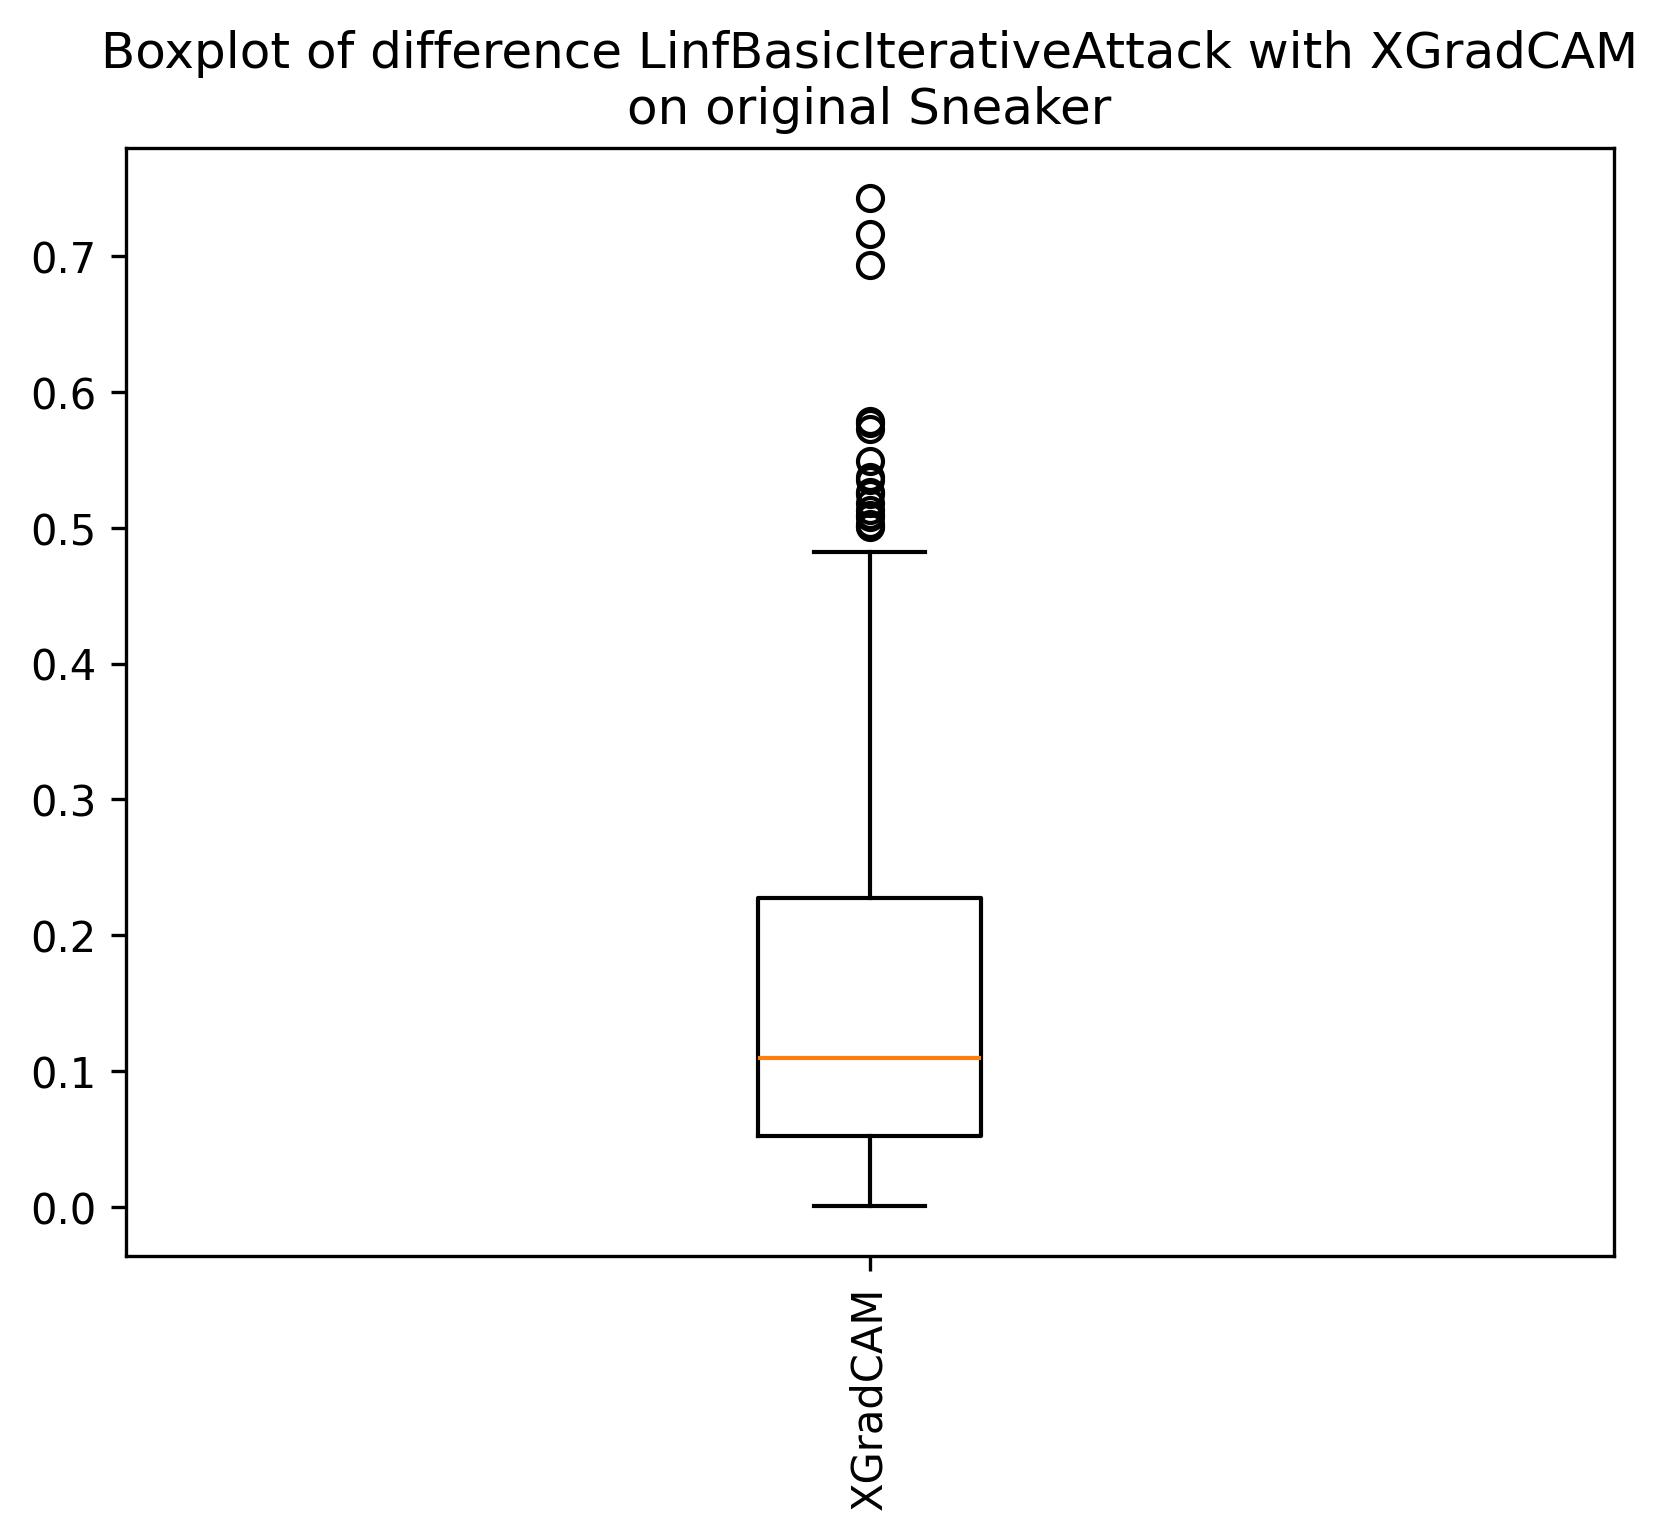 Boxplot of difference LinfBasicIterativeAttack with XGradCAM
on original Sneaker
0.7
0.6
0.5
0.4
0.3
0.2
0.1
0.0
XGradCAM